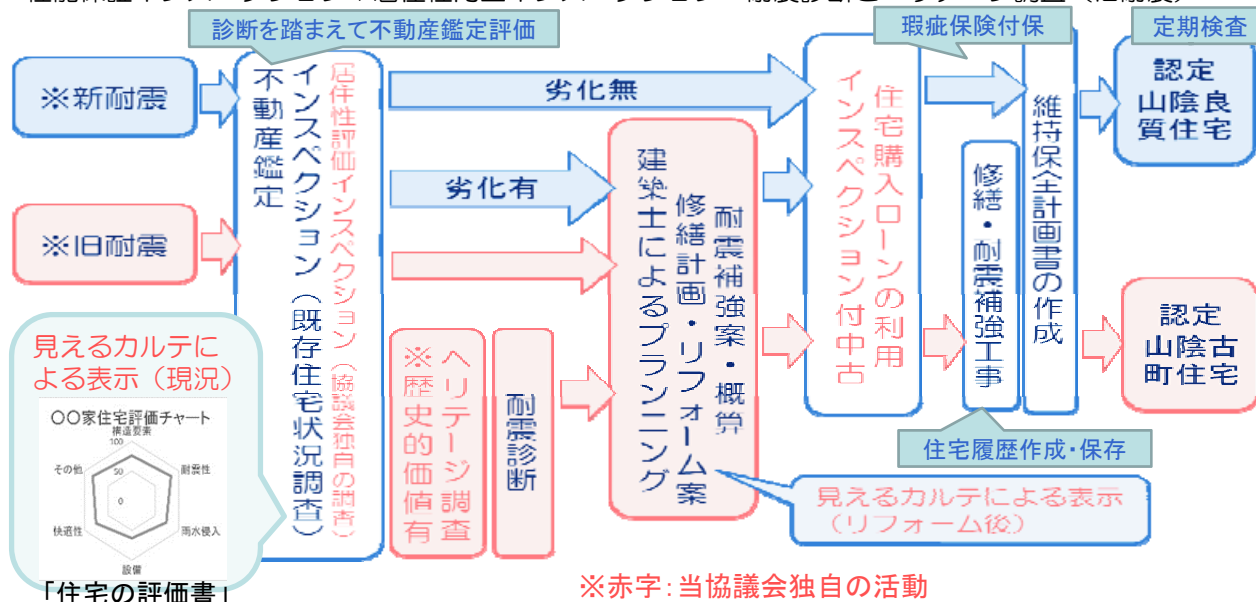 診断を踏まえて不動産鑑定評価
瑕疵保険付保
定期検査
※新耐震
※旧耐震
不動産鑑定
インスペクション（既存住宅状況調査）
居住性評価インスペクション（協議会独自の調査）
劣化無
劣化有
※歴史的価値有
ヘリテージ調査
耐震診断
建築士によるプランニング
修繕計画・リフォーム案
耐震補強案・概算
インスペクション付中古
住宅購入ローンの利用
修繕・耐震補強工事
維持保全計画書の作成
認定
山陰良
質住宅
認定
山陰古
町住宅
見えるカルテに
よる表示（現況）
〇〇家住宅評価チャート
構造要素
100
50
0
その他
耐震性
快適性
雨水侵入
設備
「住宅の評価書」
住宅履歴作成・保存
見えるカルテによる表示
（リフォーム後）
※赤字：当協議会独自の活動